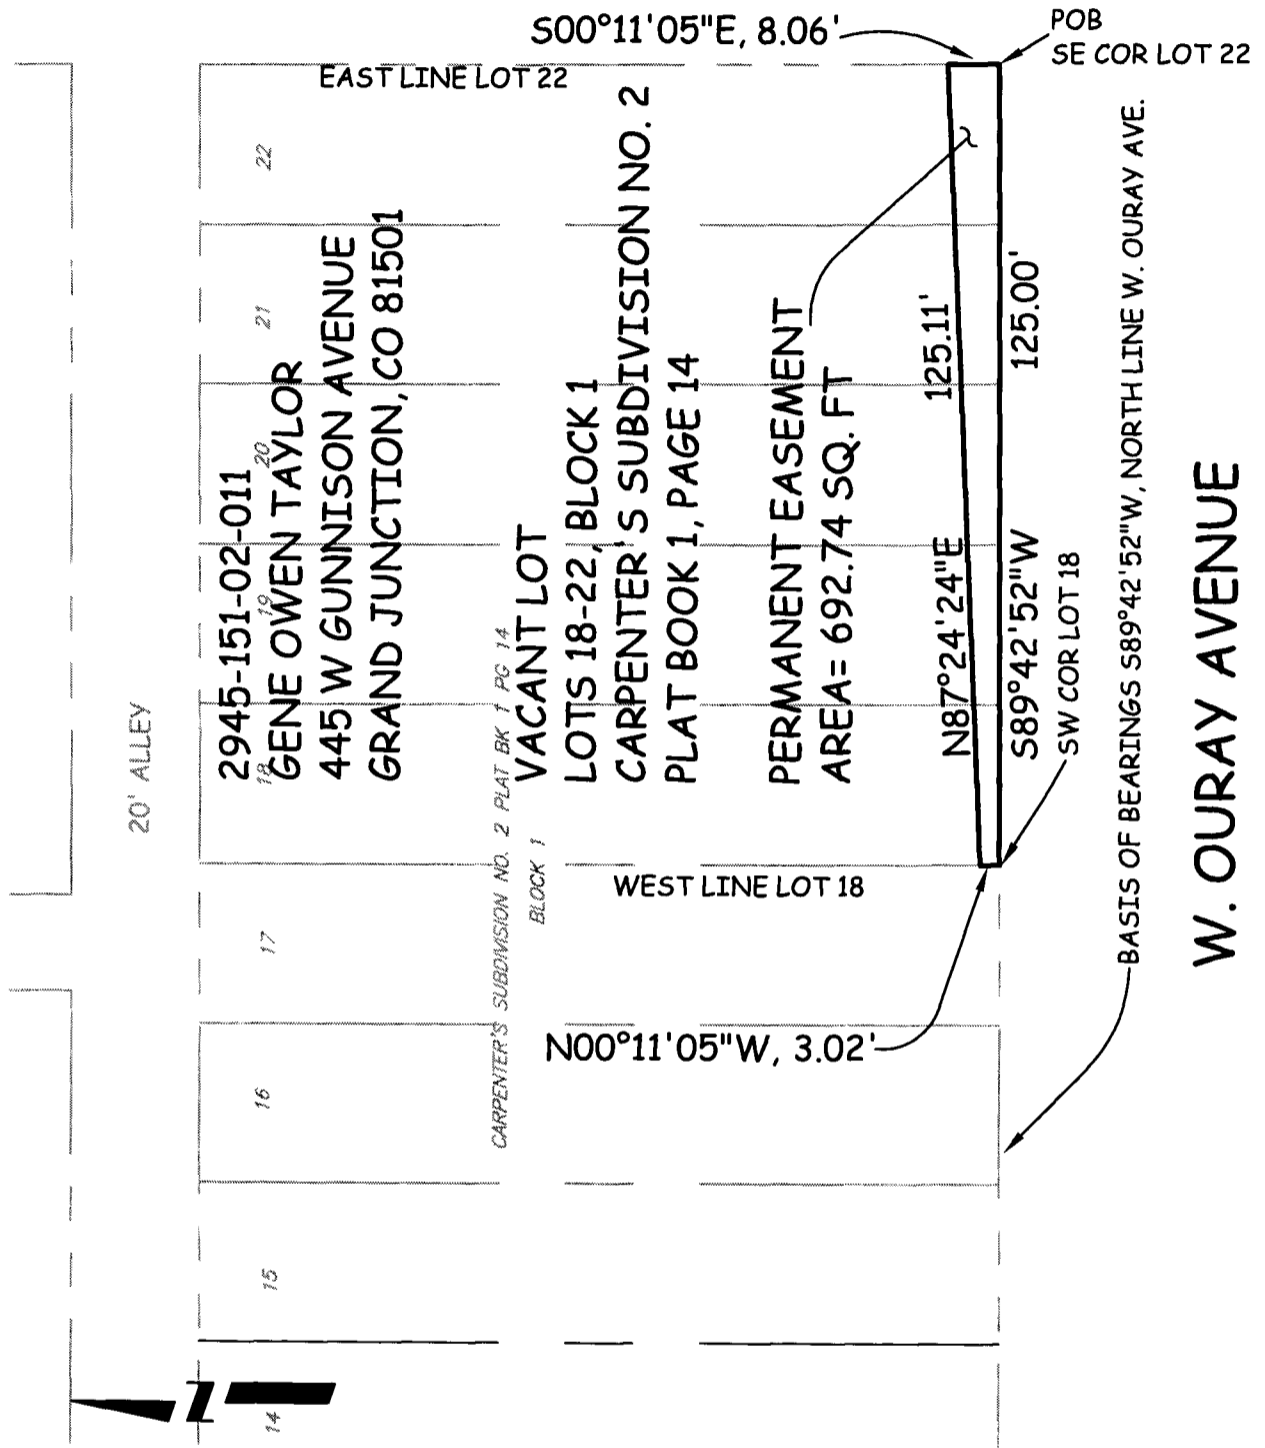 S00°11'05"E, 8.06'
POB
SE COR LOT 22
EAST LINE LOT 22
20' ALLEY
2945-151-02-011
GENE OWEN TAYLOR
445 W GUNNISON AVENUE
GRAND JUNCTION, CO 81501
VACANT LOT
LOTS 18-22, BLOCK 1
CARPENTER'S SUBDIVISION NO. 2
PLAT BOOK 1, PAGE 14
PERMANENT EASEMENT
AREA= 692.74 SQ. FT
N87°24'24"E
125.11'
S89°42'52"W
125.00'
SW COR LOT 18
BASIS OF BEARINGS S89°42'52"W, NORTH LINE W. OURAY AVE.
W. OURAY AVENUE
22
21
20
19
18
17
16
15
14
CARPENTER'S SUBDIVISION NO. 2 PLAT BK 1 PG 14
BLOCK 1
WEST LINE LOT 18
N00°11'05"W, 3.02'
N